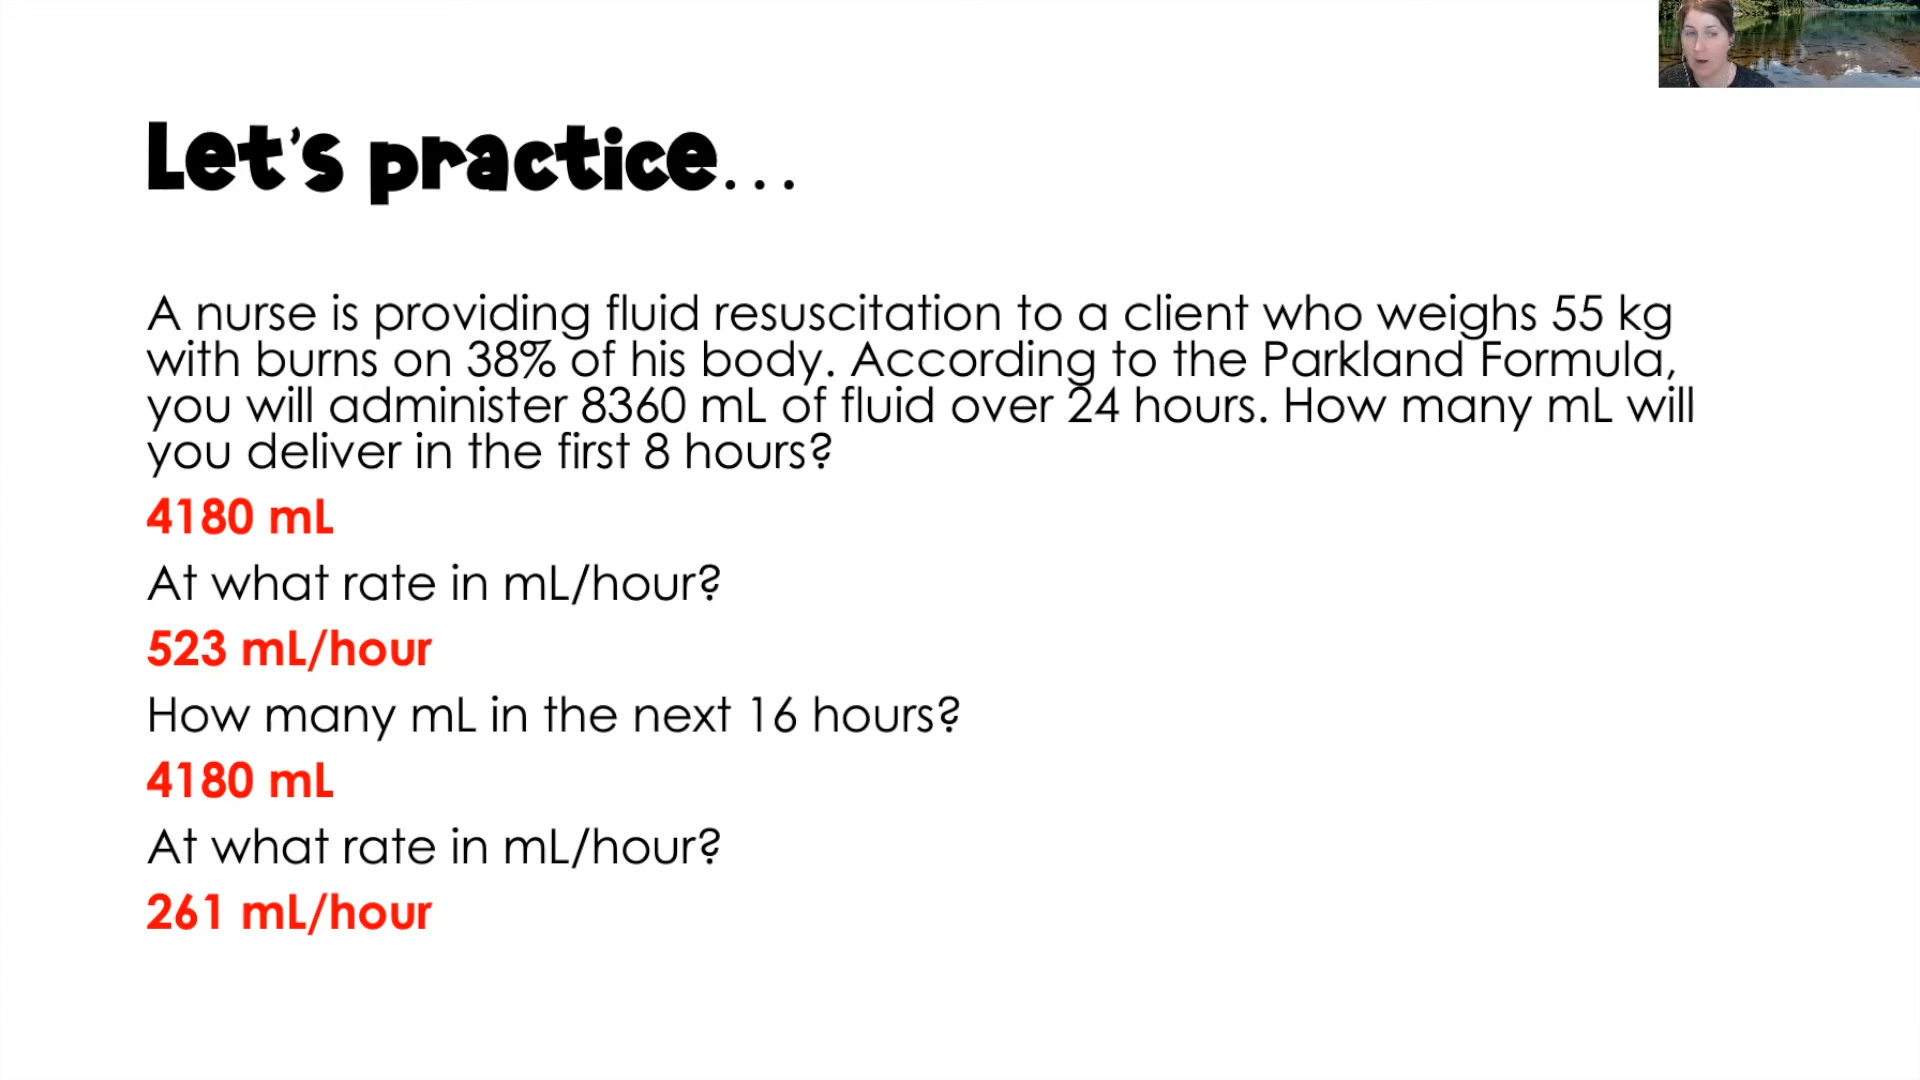 Let's practice...
A nurse is providing fluid resuscitation to a client who weighs 55 kg
with burns on 38% of his body. According to the Parkland Formula,
you will administer 8360 mL of fluid over 24 hours. How many mL will
you deliver in the first 8 hours?
4180 mL
At what rate in mL/hour?
523 mL/hour
How many mL in the next 16 hours?
4180 mL
At what rate in mL/hour?
261 mL/hour